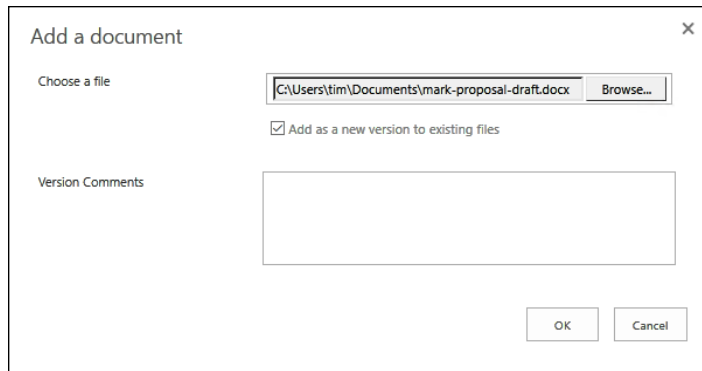 Add a document
Choose a file
C:\Users\tim\Documents\mark-proposal-draft.docx Browse...
Add as a new version to existing files
Version Comments
OK Cancel